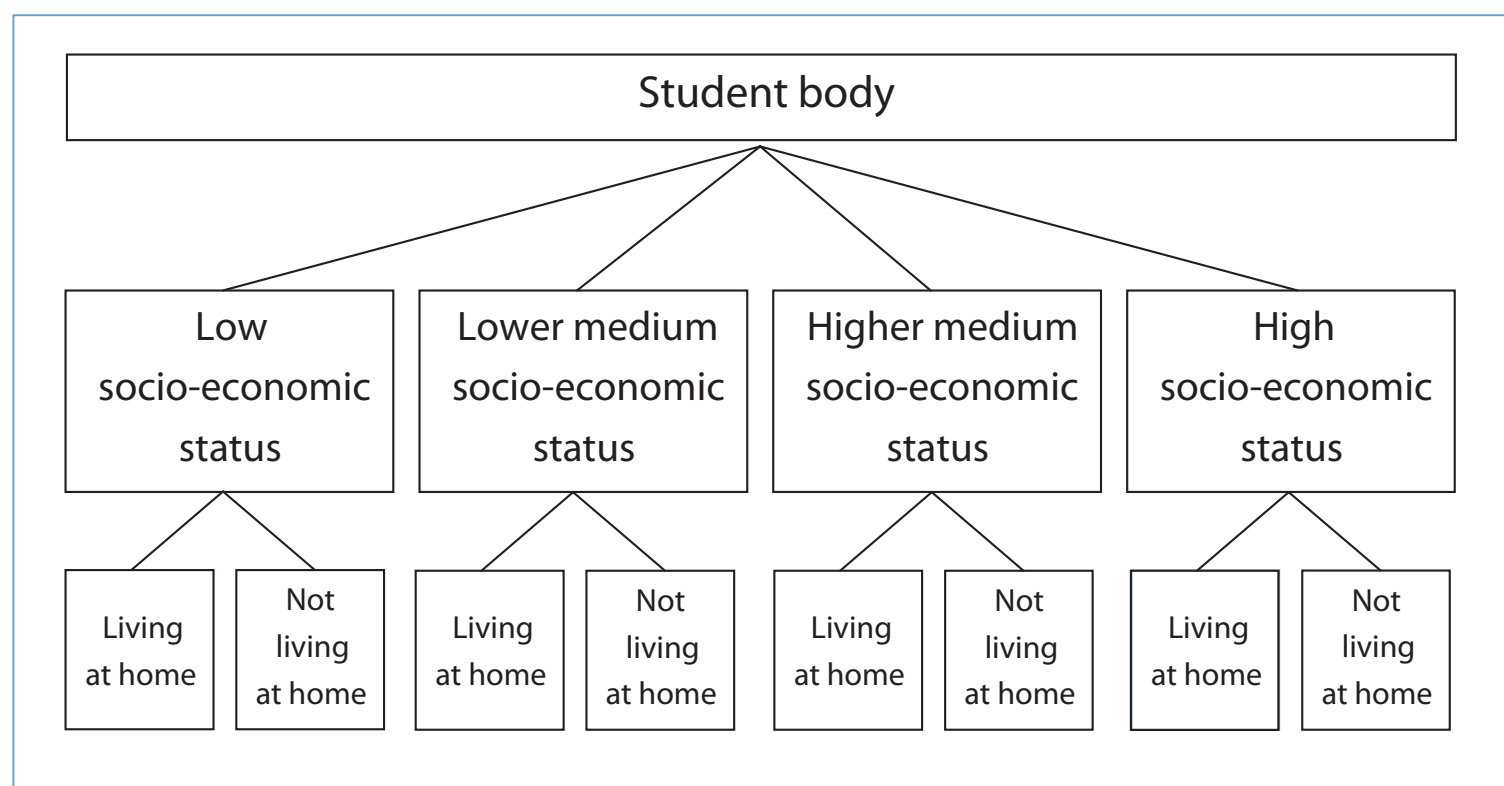 Student body
Low
socio-economic
status
Lower medium
socio-economic
status
Higher medium
socio-economic
status
High
socio-economic
status
Living
at home
Not
living
at home
Living
at home
Not
living
at home
Living
at home
Not
living
at home
Living
at home
Not
living
at home